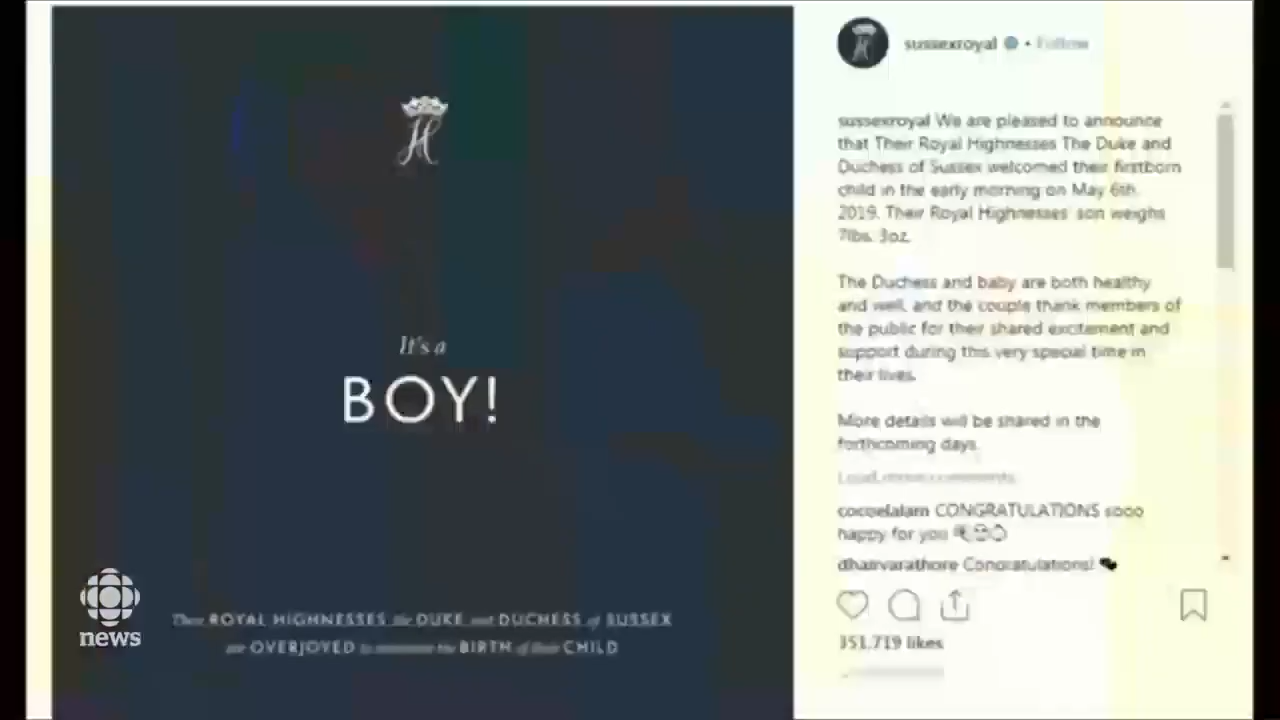 H
It's a
BOY!
Their ROYAL HIGHNESSES the DUKE and DUCHESS of SUSSEX
are OVERJOYED to announce the BIRTH of their CHILD
news
sussexroyal • Follow
sussexroyal We are pleased to announce
that Their Royal Highnesses The Duke and
Duchess of Sussex welcomed their firstborn
child in the early morning on May 6th,
2019. Their Royal Highnesses' son weighs
7lbs. 3oz.
The Duchess and baby are both healthy
and well, and the couple thank members of
the public for their shared excitement and
support during this very special time in
their lives.
More details will be shared in the
forthcoming days.
Load more comments
cocoelalam CONGRATULATIONS sooo
happy for you
dhairvarathore Congratulations!
351,719 likes